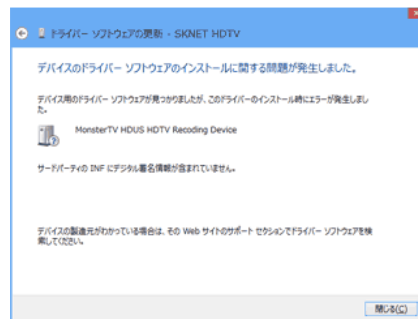 ドライバー ソフトウェアの更新 - SKNET HDTV
デバイスのドライバー ソフトウェアのインストールに関する問題が発生しました。
デバイス用のドライバー ソフトウェアが見つかりましたが、このドライバーのインストール時にエラーが発生しまし
た。
MonsterTV HDUS HDTV Recoding Device
サードパーティの INF にデジタル署名情報が含まれていません。
デバイスの製造元がわかっている場合は、その Web サイトのサポート セクションでドライバー ソフトウェアを検
索してください。
閉じる(C)